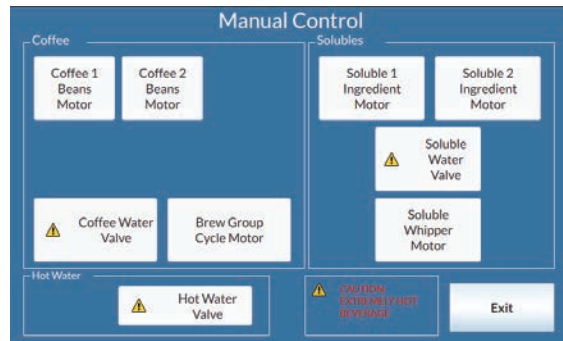 Manual Control
Coffee
Solubles
Coffee 1
Beans
Motor
Coffee 2
Beans
Motor
Soluble 1
Ingredient
Motor
Soluble 2
Ingredient
Motor
Soluble
Water
Valve
Coffee Water
Valve
Brew Group
Cycle Motor
Soluble
Whipper
Motor
Hot Water
Hot Water
Valve
CAUTION
EXTREMELY HOT
BEVERAGE
Exit